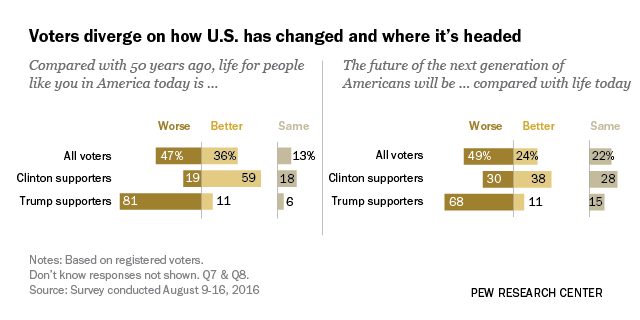 Voters diverge on how U.S. has changed and where it's headed
Compared with 50 years ago, life for people
like you in America today is ...
Worse Better Same
All voters 47% 36% 13%
Clinton supporters 19 59 18
Trump supporters 81 11 6
The future of the next generation of
Americans will be ... compared with life today
Worse Better Same
All voters 49% 24% 22%
Clinton supporters 30 38 28
Trump supporters 68 11 15
Notes: Based on registered voters.
Don't know responses not shown. Q7 & Q8.
Source: Survey conducted August 9-16, 2016
PEW RESEARCH CENTER